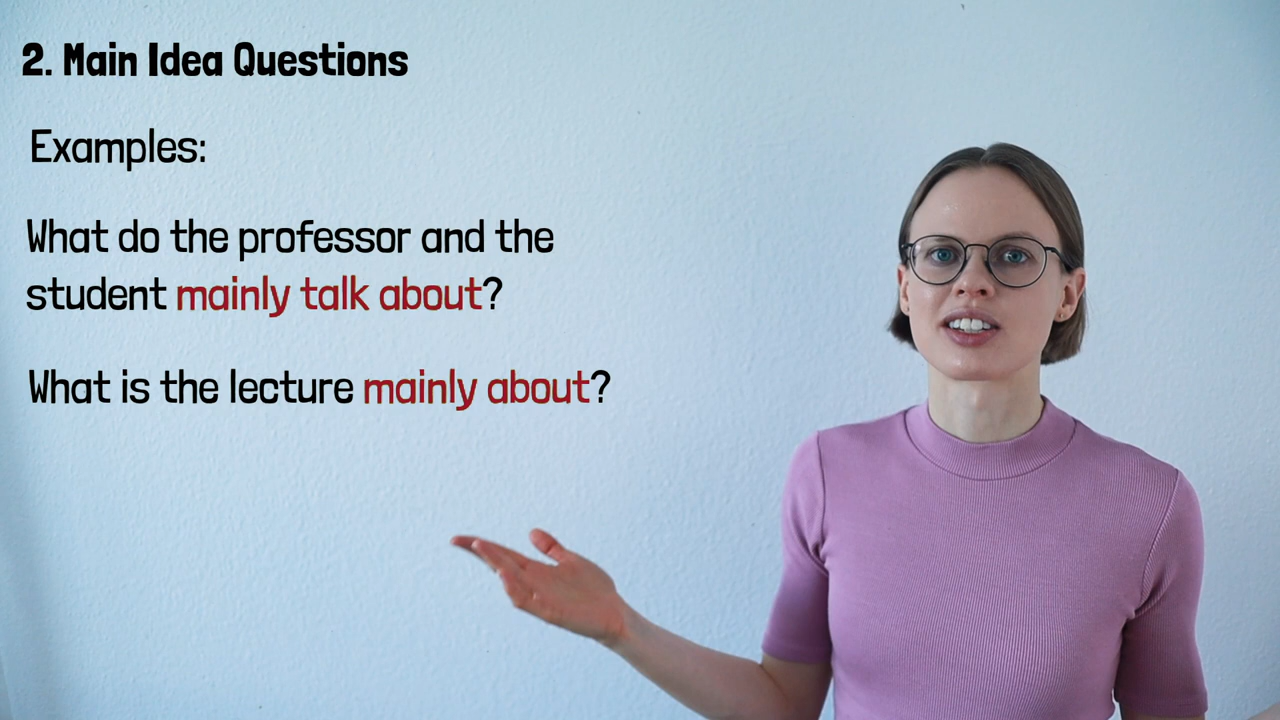 2. Main Idea Questions
Examples:
What do the professor and the
student mainly talk about?
What is the lecture mainly about?